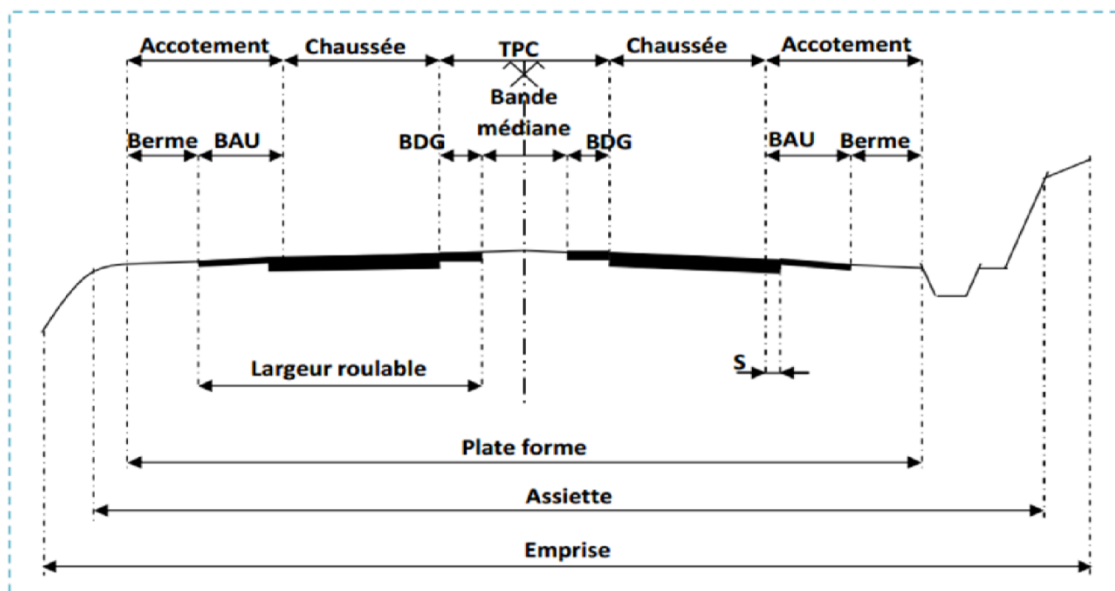 Accotement Chaussée TPC Chaussée Accotement
Bande
médiane
Berme BAU BDG BDG BAU Berme
Largeur roulable S
Plate forme
Assiette
Emprise